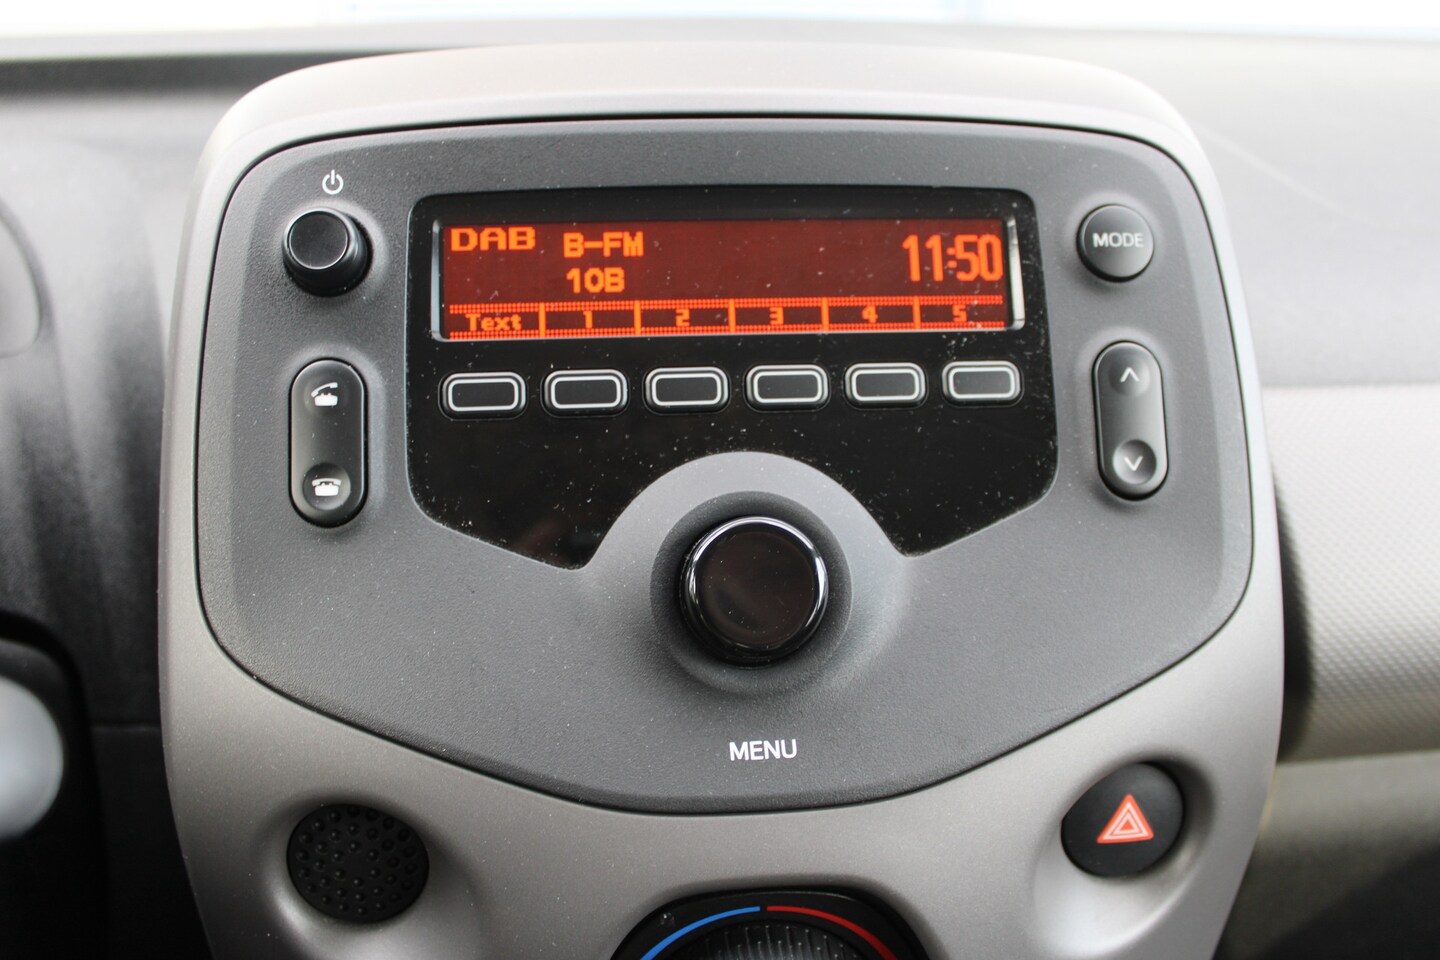 DAB B-FM 11:50
10B
Text 1 2 3 4 5
MODE
MENU